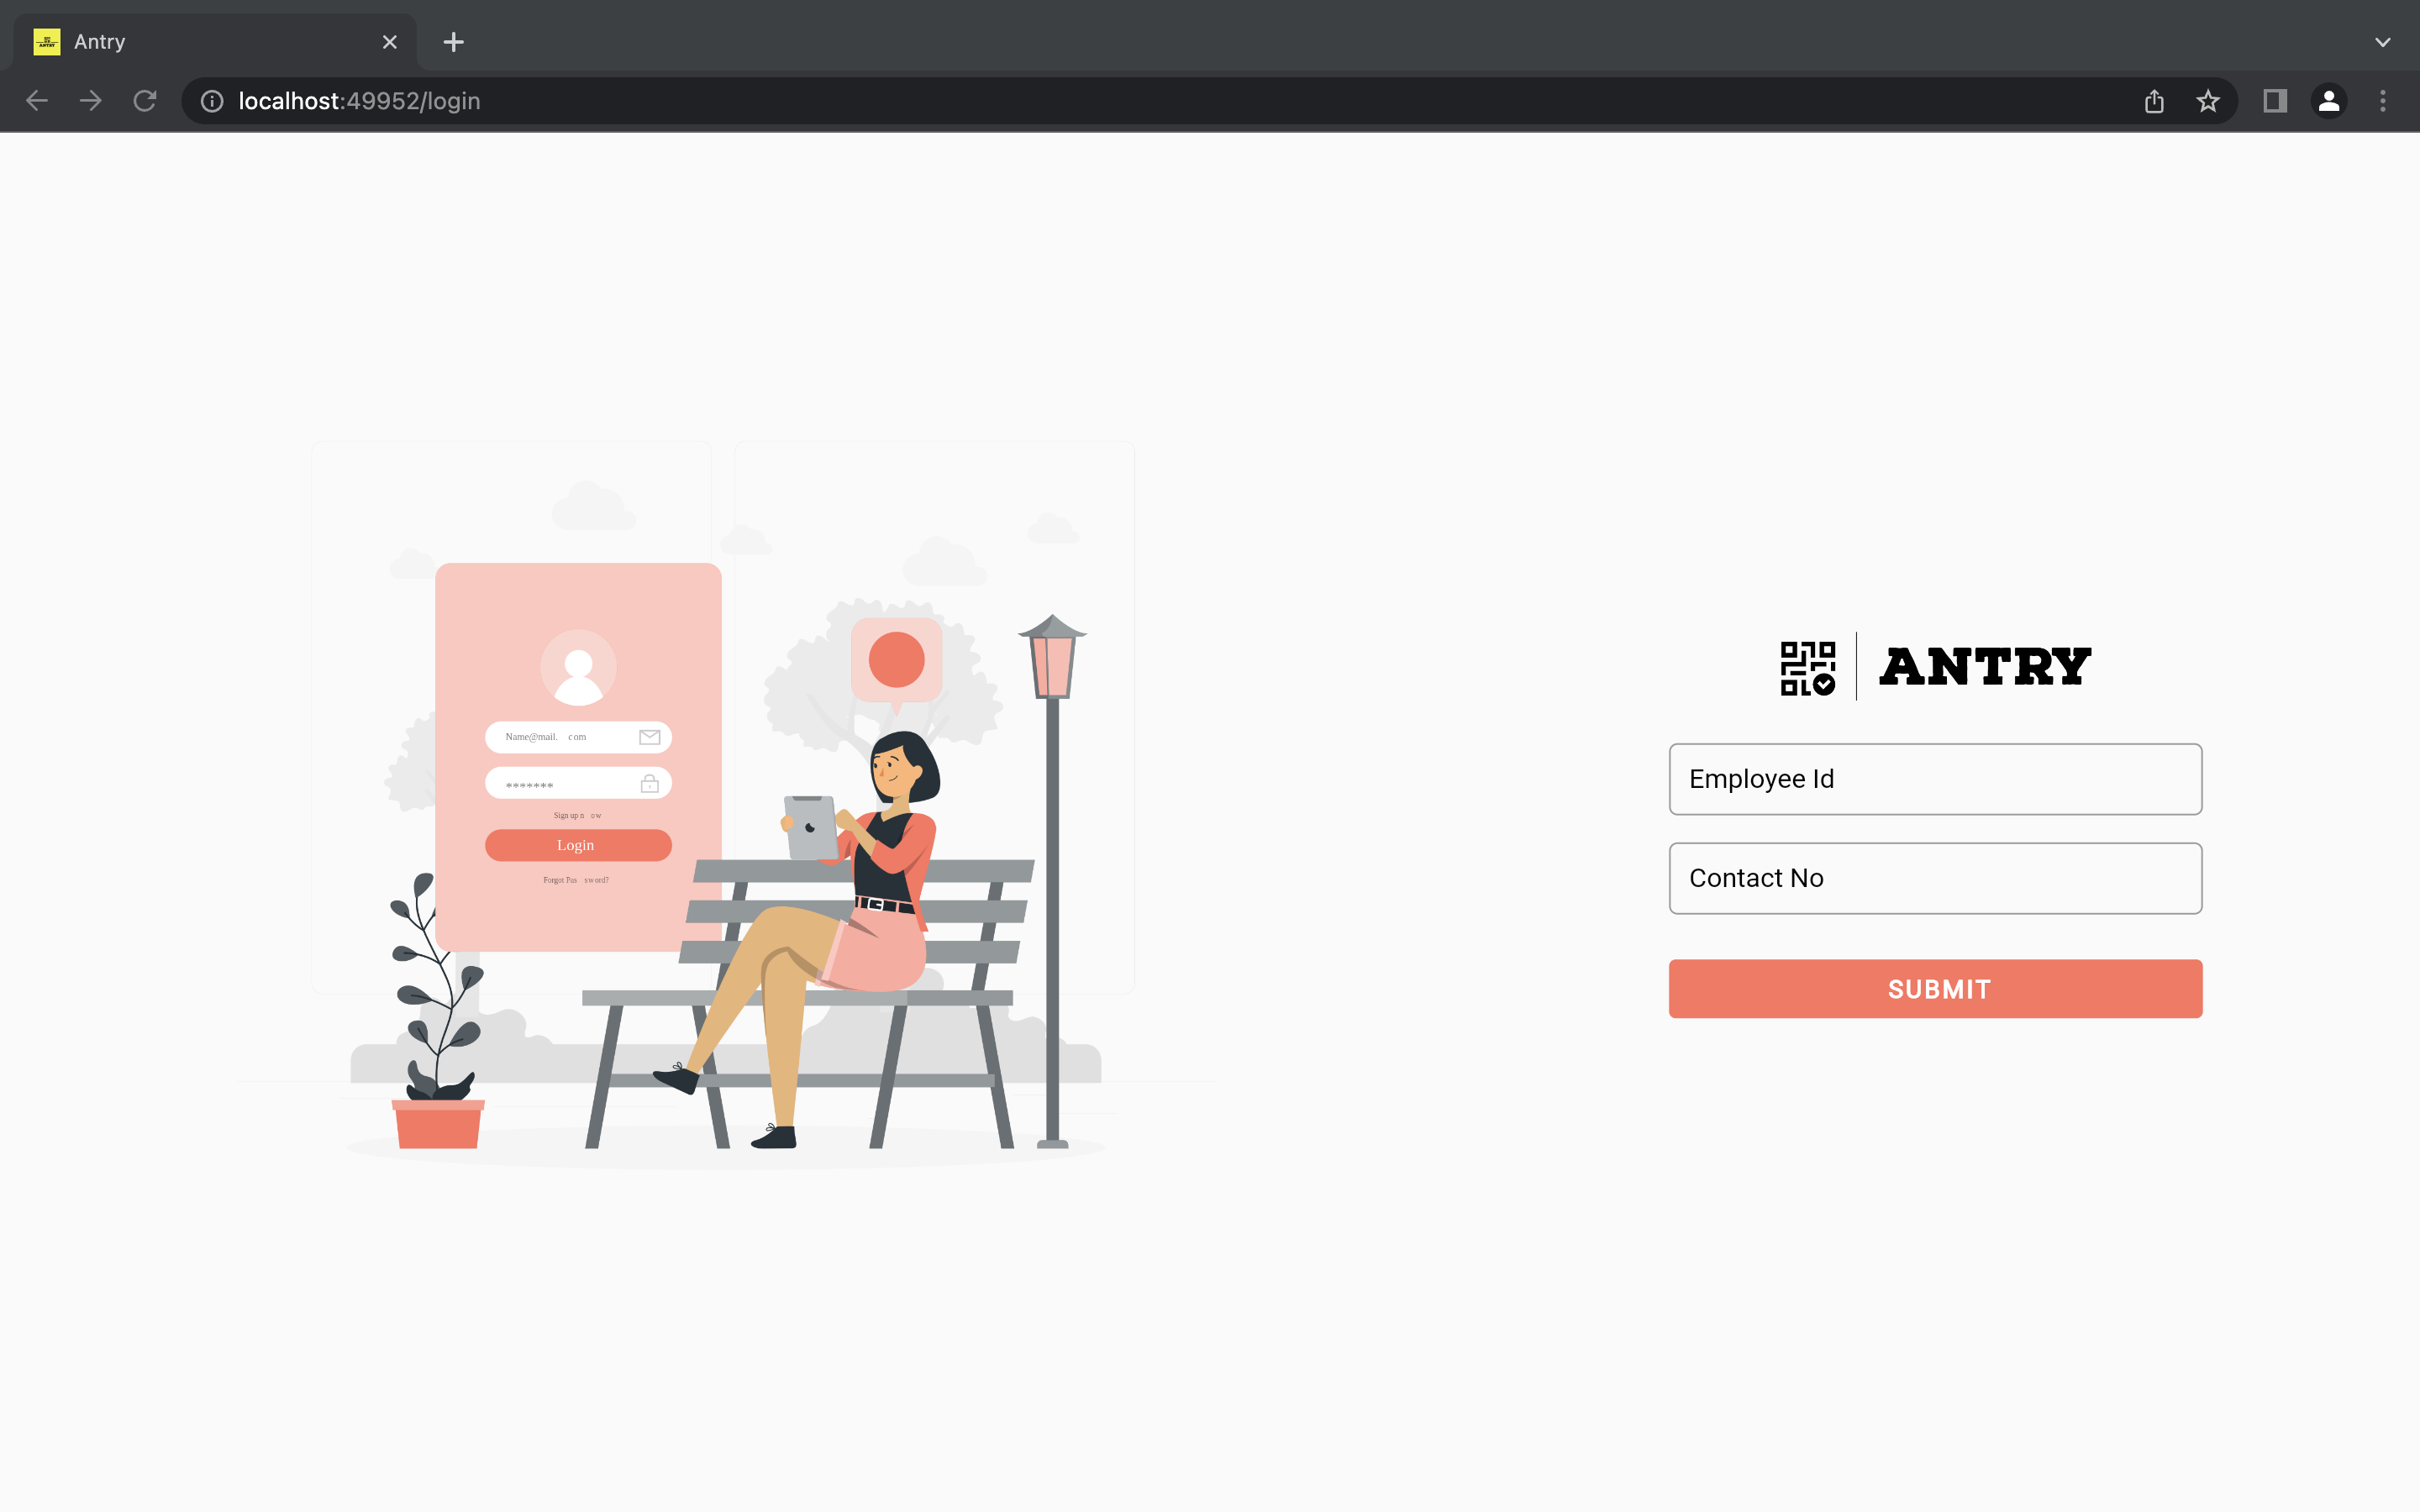 Antry
localhost:49952/login
ANTRY
Employee Id
Contact No
SUBMIT
Name@mail. com
*******
Sign up n ow
Login
Forgot Pas sword?